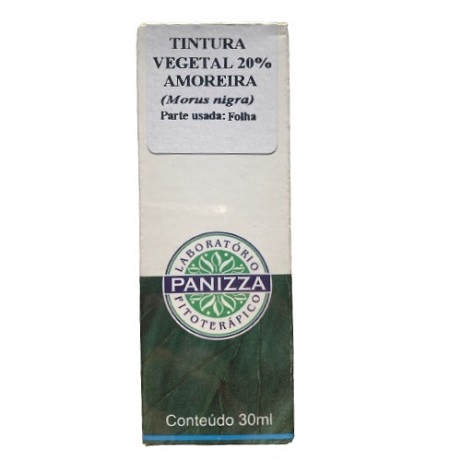 TINTURA
VEGETAL 20%
AMOREIRA
(Morus nigra)
Parte usada: Folha
LABORATÓRIO
PANIZZA
FITOTERÁPICO
Conteúdo 30ml